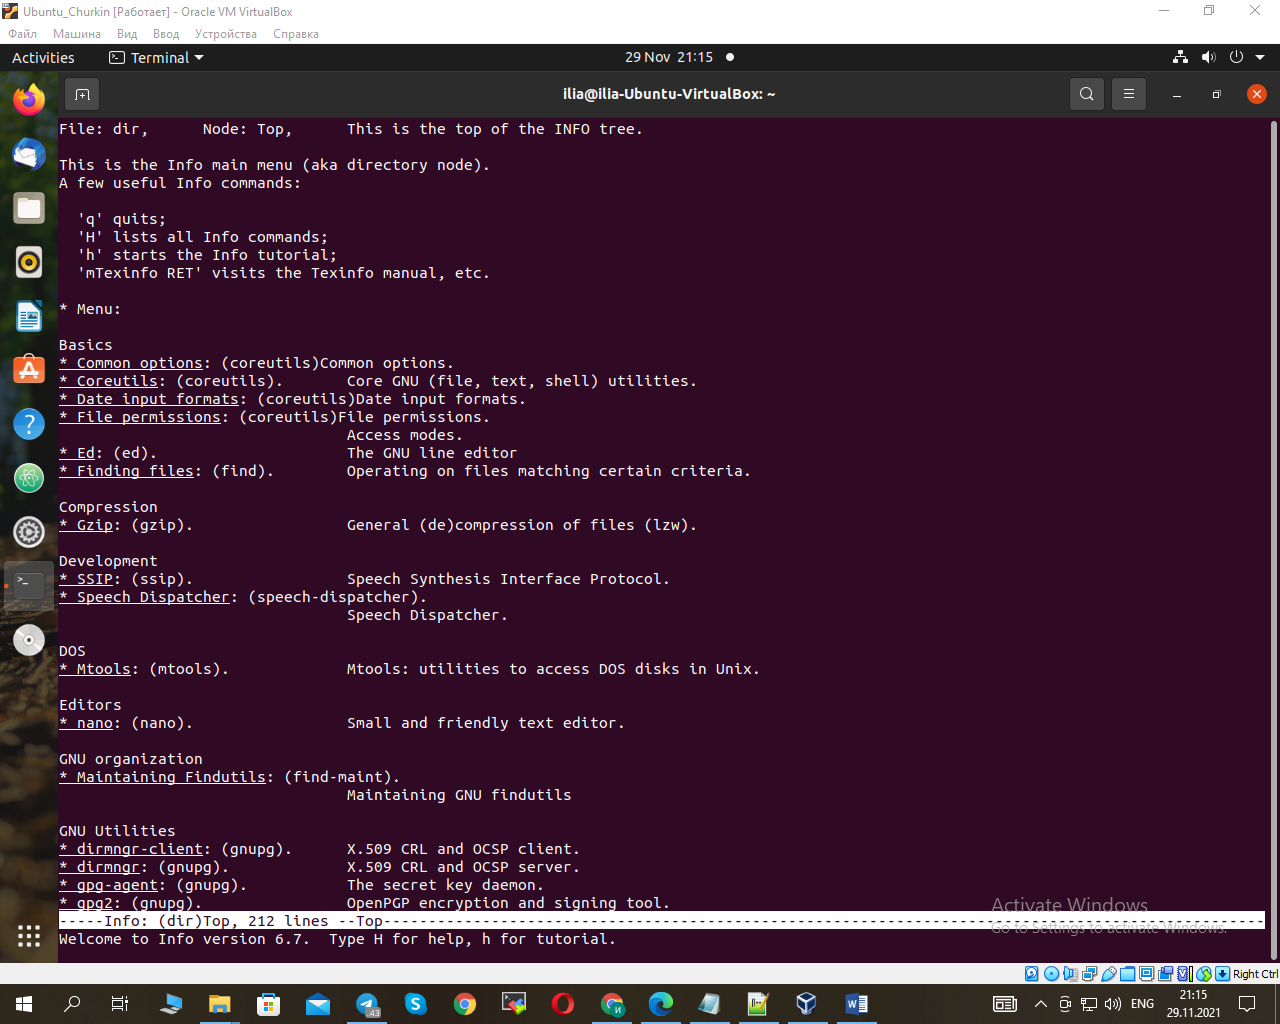 Ubuntu_Churkin [Работает] - Oracle VM VirtualBox
Файл Машина Вид Ввод Устройства Справка
Activities Terminal 29 Nov 21:15
ilia@ilia-Ubuntu-VirtualBox: ~
File: dir, Node: Top, This is the top of the INFO tree.
This is the Info main menu (aka directory node).
A few useful Info commands:
'q' quits;
'H' lists all Info commands;
'h' starts the Info tutorial;
'mTexinfo RET' visits the Texinfo manual, etc.
* Menu:
Basics
* Common options: (coreutils)Common options.
* Coreutils: (coreutils). Core GNU (file, text, shell) utilities.
* Date input formats: (coreutils)Date input formats.
* File permissions: (coreutils)File permissions.
Access modes.
* Ed: (ed). The GNU line editor
* Finding files: (find). Operating on files matching certain criteria.
Compression
* Gzip: (gzip). General (de)compression of files (lzw).
Development
* SSIP: (ssip). Speech Synthesis Interface Protocol.
* Speech Dispatcher: (speech-dispatcher).
Speech Dispatcher.
DOS
* Mtools: (mtools). Mtools: utilities to access DOS disks in Unix.
Editors
* nano: (nano). Small and friendly text editor.
GNU organization
* Maintaining Findutils: (find-maint).
Maintaining GNU findutils
GNU Utilities
* dirmngr-client: (gnupg). X.509 CRL and OCSP client.
* dirmngr: (gnupg). X.509 CRL and OCSP server.
* gpg-agent: (gnupg). The secret key daemon.
* gpg2: (gnupg). OpenPGP encryption and signing tool.
-----Info: (dir)Top, 212 lines --Top-----
Welcome to Info version 6.7. Type H for help, h for tutorial.
Activate Windows
Go to Settings to activate Windows.
Right Ctrl
.43
ENG
21:15
29.11.2021